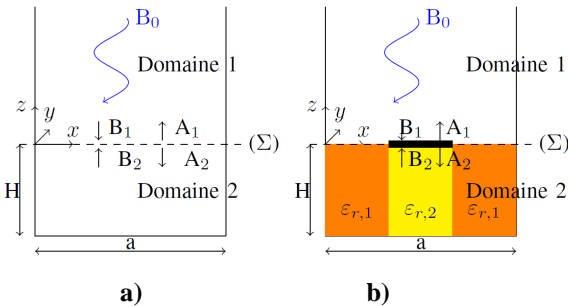 B₀
Domaine 1
z
y
x
B₁
A₁
(Σ)
B₂
A₂
H
Domaine 2
a
a)
B₀
Domaine 1
z
y
x
B₁
A₁
(Σ)
B₂
A₂
H
Domaine 2
εr,1
εr,2
εr,1
a
b)